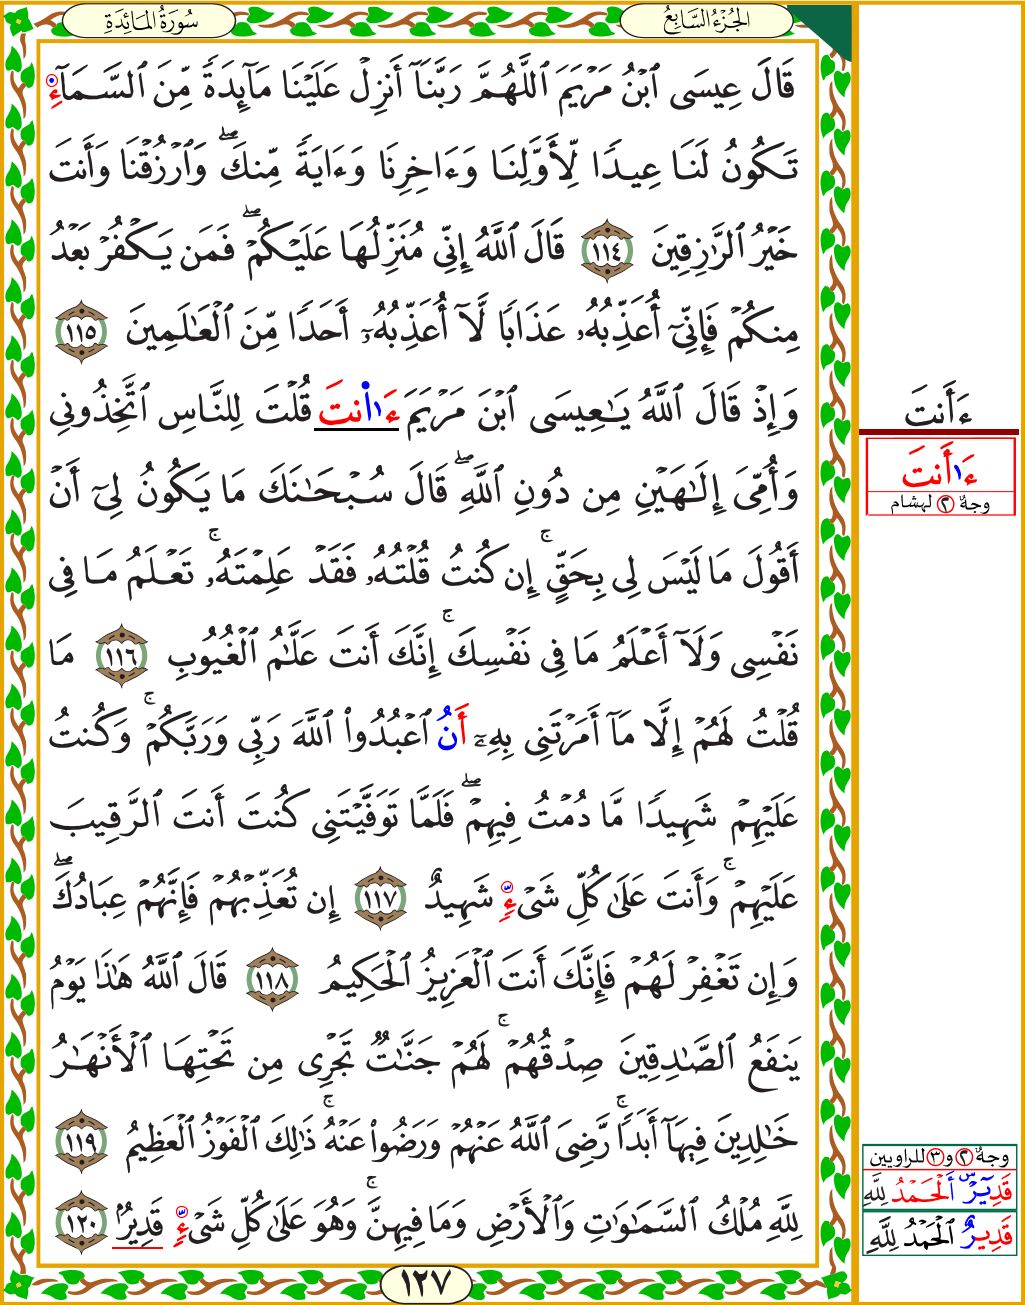 سُورَةُ المَائِدَةِ
الجُزْءُ السَّابِعُ
قَالَ عِيسَى ٱبۡنُ مَرۡيَمَ ٱللَّهُمَّ رَبَّنَآ أَنزِلۡ عَلَيۡنَا مَآئِدَةٗ مِّنَ ٱلسَّمَآءِ
تَكُونُ لَنَا عِيدٗا لِّأَوَّلِنَا وَءَاخِرِنَا وَءَايَةٗ مِّنكَۖ وَٱرۡزُقۡنَا وَأَنتَ
خَيۡرُ ٱلرَّٰزِقِينَ ١١٤ قَالَ ٱللَّهُ إِنِّي مُنَزِّلُهَا عَلَيۡكُمۡۖ فَمَن يَكۡفُرۡ بَعۡدُ
مِنكُمۡ فَإِنِّيٓ أُعَذِّبُهُۥ عَذَابٗا لَّآ أُعَذِّبُهُۥٓ أَحَدٗا مِّنَ ٱلۡعَٰلَمِينَ ١١٥
وَإِذۡ قَالَ ٱللَّهُ يَٰعِيسَى ٱبۡنَ مَرۡيَمَ ءَا۬نتَ قُلۡتَ لِلنَّاسِ ٱتَّخِذُونِي
وَأُمِّيَ إِلَٰهَيۡنِ مِن دُونِ ٱللَّهِۖ قَالَ سُبۡحَٰنَكَ مَا يَكُونُ لِيٓ أَنۡ
أَقُولَ مَا لَيۡسَ لِي بِحَقٍّۚ إِن كُنتُ قُلۡتُهُۥ فَقَدۡ عَلِمۡتَهُۥۚ تَعۡلَمُ مَا فِي
نَفۡسِي وَلَآ أَعۡلَمُ مَا فِي نَفۡسِكَۚ إِنَّكَ أَنتَ عَلَّٰمُ ٱلۡغُيُوبِ ١١٦ مَا
قُلۡتُ لَهُمۡ إِلَّا مَآ أَمَرۡتَنِي بِهِۦٓ أَنُ ٱعۡبُدُواْ ٱللَّهَ رَبِّي وَرَبَّكُمۡۚ وَكُنتُ
عَلَيۡهِمۡ شَهِيدٗا مَّا دُمۡتُ فِيهِمۡۖ فَلَمَّا تَوَفَّيۡتَنِي كُنتَ أَنتَ ٱلرَّقِيبَ
عَلَيۡهِمۡۚ وَأَنتَ عَلَىٰ كُلِّ شَيۡءٖ شَهِيدٌ ١١٧ إِن تُعَذِّبۡهُمۡ فَإِنَّهُمۡ عِبَادُكَۖ
وَإِن تَغۡفِرۡ لَهُمۡ فَإِنَّكَ أَنتَ ٱلۡعَزِيزُ ٱلۡحَكِيمُ ١١٨ قَالَ ٱللَّهُ هَٰذَا يَوۡمُ
يَنفَعُ ٱلصَّٰدِقِينَ صِدۡقُهُمۡۚ لَهُمۡ جَنَّٰتٞ تَجۡرِي مِن تَحۡتِهَا ٱلۡأَنۡهَٰرُ
خَٰلِدِينَ فِيهَآ أَبَدٗاۚ رَّضِيَ ٱللَّهُ عَنۡهُمۡ وَرَضُواْ عَنۡهُۚ ذَٰلِكَ ٱلۡفَوۡزُ ٱلۡعَظِيمُ ١١٩
لِلَّهِ مُلۡكُ ٱلسَّمَٰوَٰتِ وَٱلۡأَرۡضِ وَمَا فِيهِنَّۚ وَهُوَ عَلَىٰ كُلِّ شَيۡءٖ قَدِيرُۢ ١٢٠
١٢٧
ءَأَنتَ
ءَاأَنتَ
وجهٌ ٢ لهشام
وجهٌ ٢ و ٣ للراويين
قَدِيرٌ ٱلۡحَمۡدُ لِلَّهِ
قَدِيرٌ ٱلۡحَمۡدُ لِلَّهِ